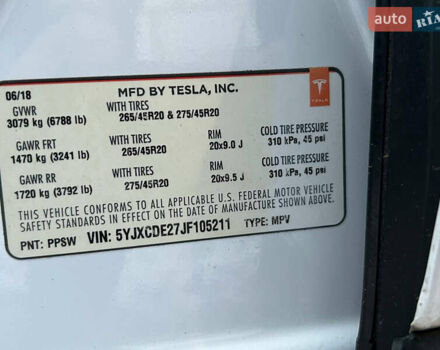 AUTO
RIA
06/18
MFD BY TESLA, INC.
TESLA
GVWR
3079 kg (6788 lb)
WITH TIRES
265/45R20 & 275/45R20
GAWR FRT
1470 kg (3241 lb)
WITH TIRES
265/45R20
RIM
20x9.0 J
COLD TIRE PRESSURE
310 kPa, 45 psi
GAWR RR
1720 kg (3792 lb)
WITH TIRES
275/45R20
RIM
20x9.5 J
COLD TIRE PRESSURE
310 kPa, 45 psi
THIS VEHICLE CONFORMS TO ALL APPLICABLE U.S. FEDERAL MOTOR VEHICLE
SAFETY STANDARDS IN EFFECT ON THE DATE OF MANUFACTURE SHOWN ABOVE.
PNT: PPSW VIN: 5YJXCDE27JF105211 TYPE: MPV